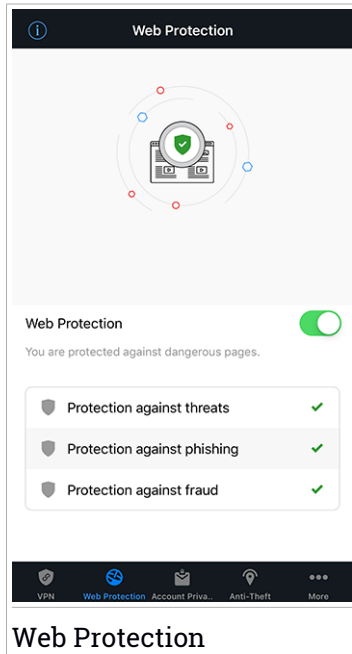 Web Protection
Web Protection
You are protected against dangerous pages.
Protection against threats
Protection against phishing
Protection against fraud
VPN Web Protection Account Priva... Anti-Theft More
Web Protection